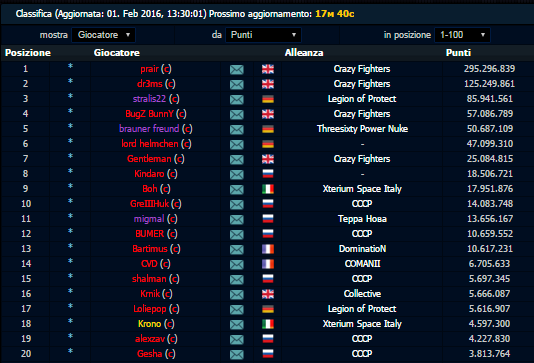 Classifica (Aggiornata: 01. Feb 2016, 13:30:01) Prossimo aggiornamento: 17м 40с
mostra Giocatore da Punti in posizione 1-100
Posizione Giocatore Alleanza Punti
1 * prair (c) Crazy Fighters 295.296.839
2 * dr3ms (c) Crazy Fighters 125.249.861
3 * stralis22 (c) Legion of Protect 85.941.561
4 * BugZ BunnY (c) Crazy Fighters 57.086.789
5 * brauner freund (c) Threesixty Power Nuke 50.687.109
6 * lord helmchen (c) - 47.099.310
7 * Gentleman (c) Crazy Fighters 25.084.815
8 * Kindaro (c) - 18.506.721
9 * Boh (c) Xterium Space Italy 17.951.876
10 * GreIIIHuk (c) CCCP 14.083.748
11 * migmal (c) Терра Нова 13.656.167
12 * BUMER (c) CCCP 10.659.552
13 * Bartimus (c) DominatioN 10.617.231
14 * CVD (c) COMANII 6.705.633
15 * shalman (c) CCCP 5.697.345
16 * Kmik (c) Collective 5.666.087
17 * Loliepop (c) Legion of Protect 5.616.907
18 * Krono (c) Xterium Space Italy 4.597.300
19 * alexzav (c) CCCP 4.227.830
20 * Gesha (c) CCCP 3.813.764